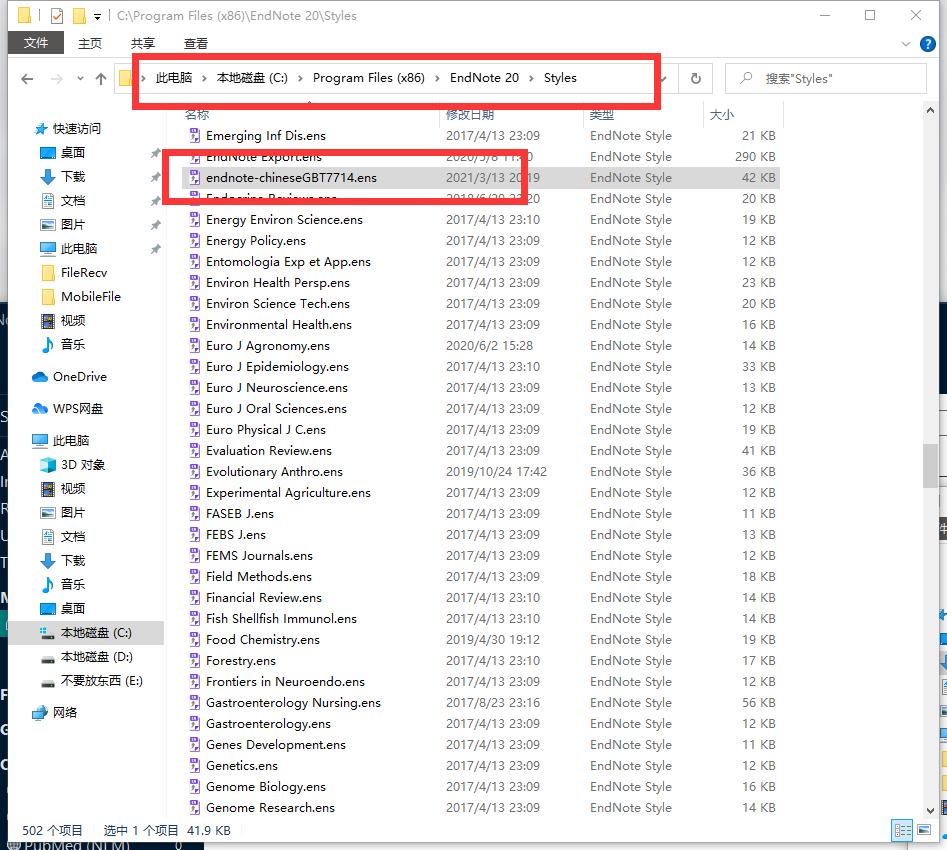 C:\Program Files (x86)\EndNote 20\Styles
文件 主页 共享 查看
此电脑 › 本地磁盘 (C:) › Program Files (x86) › EndNote 20 › Styles
搜索"Styles"
名称 修改日期 类型 大小
快速访问
桌面
下载
文档
图片
此电脑
FileRecv
MobileFile
视频
音乐
OneDrive
WPS网盘
此电脑
3D 对象
视频
图片
文档
下载
音乐
桌面
本地磁盘 (C:)
本地磁盘 (D:)
不要放东西 (E:)
网络
Emerging Inf Dis.ens 2017/4/13 23:09 EndNote Style 21 KB
EndNote Export.ens 2020/5/8 11:40 EndNote Style 290 KB
endnote-chineseGBT7714.ens 2021/3/13 20:19 EndNote Style 42 KB
Endocrine Reviews.ens 2018/6/20 23:20 EndNote Style 20 KB
Energy Environ Science.ens 2017/4/13 23:10 EndNote Style 19 KB
Energy Policy.ens 2017/4/13 23:09 EndNote Style 12 KB
Entomologia Exp et App.ens 2017/4/13 23:09 EndNote Style 12 KB
Environ Health Persp.ens 2017/4/13 23:09 EndNote Style 23 KB
Environ Science Tech.ens 2017/4/13 23:09 EndNote Style 20 KB
Environmental Health.ens 2017/4/13 23:09 EndNote Style 16 KB
Euro J Agronomy.ens 2020/6/2 15:28 EndNote Style 14 KB
Euro J Epidemiology.ens 2017/4/13 23:10 EndNote Style 33 KB
Euro J Neuroscience.ens 2017/4/13 23:09 EndNote Style 13 KB
Euro J Oral Sciences.ens 2017/4/13 23:09 EndNote Style 12 KB
Euro Physical J C.ens 2017/4/13 23:09 EndNote Style 19 KB
Evaluation Review.ens 2017/4/13 23:09 EndNote Style 41 KB
Evolutionary Anthro.ens 2019/10/24 17:42 EndNote Style 36 KB
Experimental Agriculture.ens 2017/4/13 23:09 EndNote Style 12 KB
FASEB J.ens 2017/4/13 23:09 EndNote Style 11 KB
FEBS J.ens 2017/4/13 23:09 EndNote Style 13 KB
FEMS Journals.ens 2017/4/13 23:09 EndNote Style 12 KB
Field Methods.ens 2017/4/13 23:09 EndNote Style 18 KB
Financial Review.ens 2017/4/13 23:10 EndNote Style 14 KB
Fish Shellfish Immunol.ens 2017/4/13 23:10 EndNote Style 14 KB
Food Chemistry.ens 2019/4/30 19:12 EndNote Style 19 KB
Forestry.ens 2017/4/13 23:10 EndNote Style 17 KB
Frontiers in Neuroendo.ens 2017/4/13 23:09 EndNote Style 12 KB
Gastroenterology Nursing.ens 2017/8/23 23:16 EndNote Style 56 KB
Gastroenterology.ens 2017/4/13 23:09 EndNote Style 12 KB
Genes Development.ens 2017/4/13 23:09 EndNote Style 11 KB
Genetics.ens 2017/4/13 23:09 EndNote Style 12 KB
Genome Biology.ens 2017/4/13 23:09 EndNote Style 16 KB
Genome Research.ens 2017/4/13 23:09 EndNote Style 14 KB
502 个项目 选中 1 个项目 41.9 KB
PubMed (NLM) 0